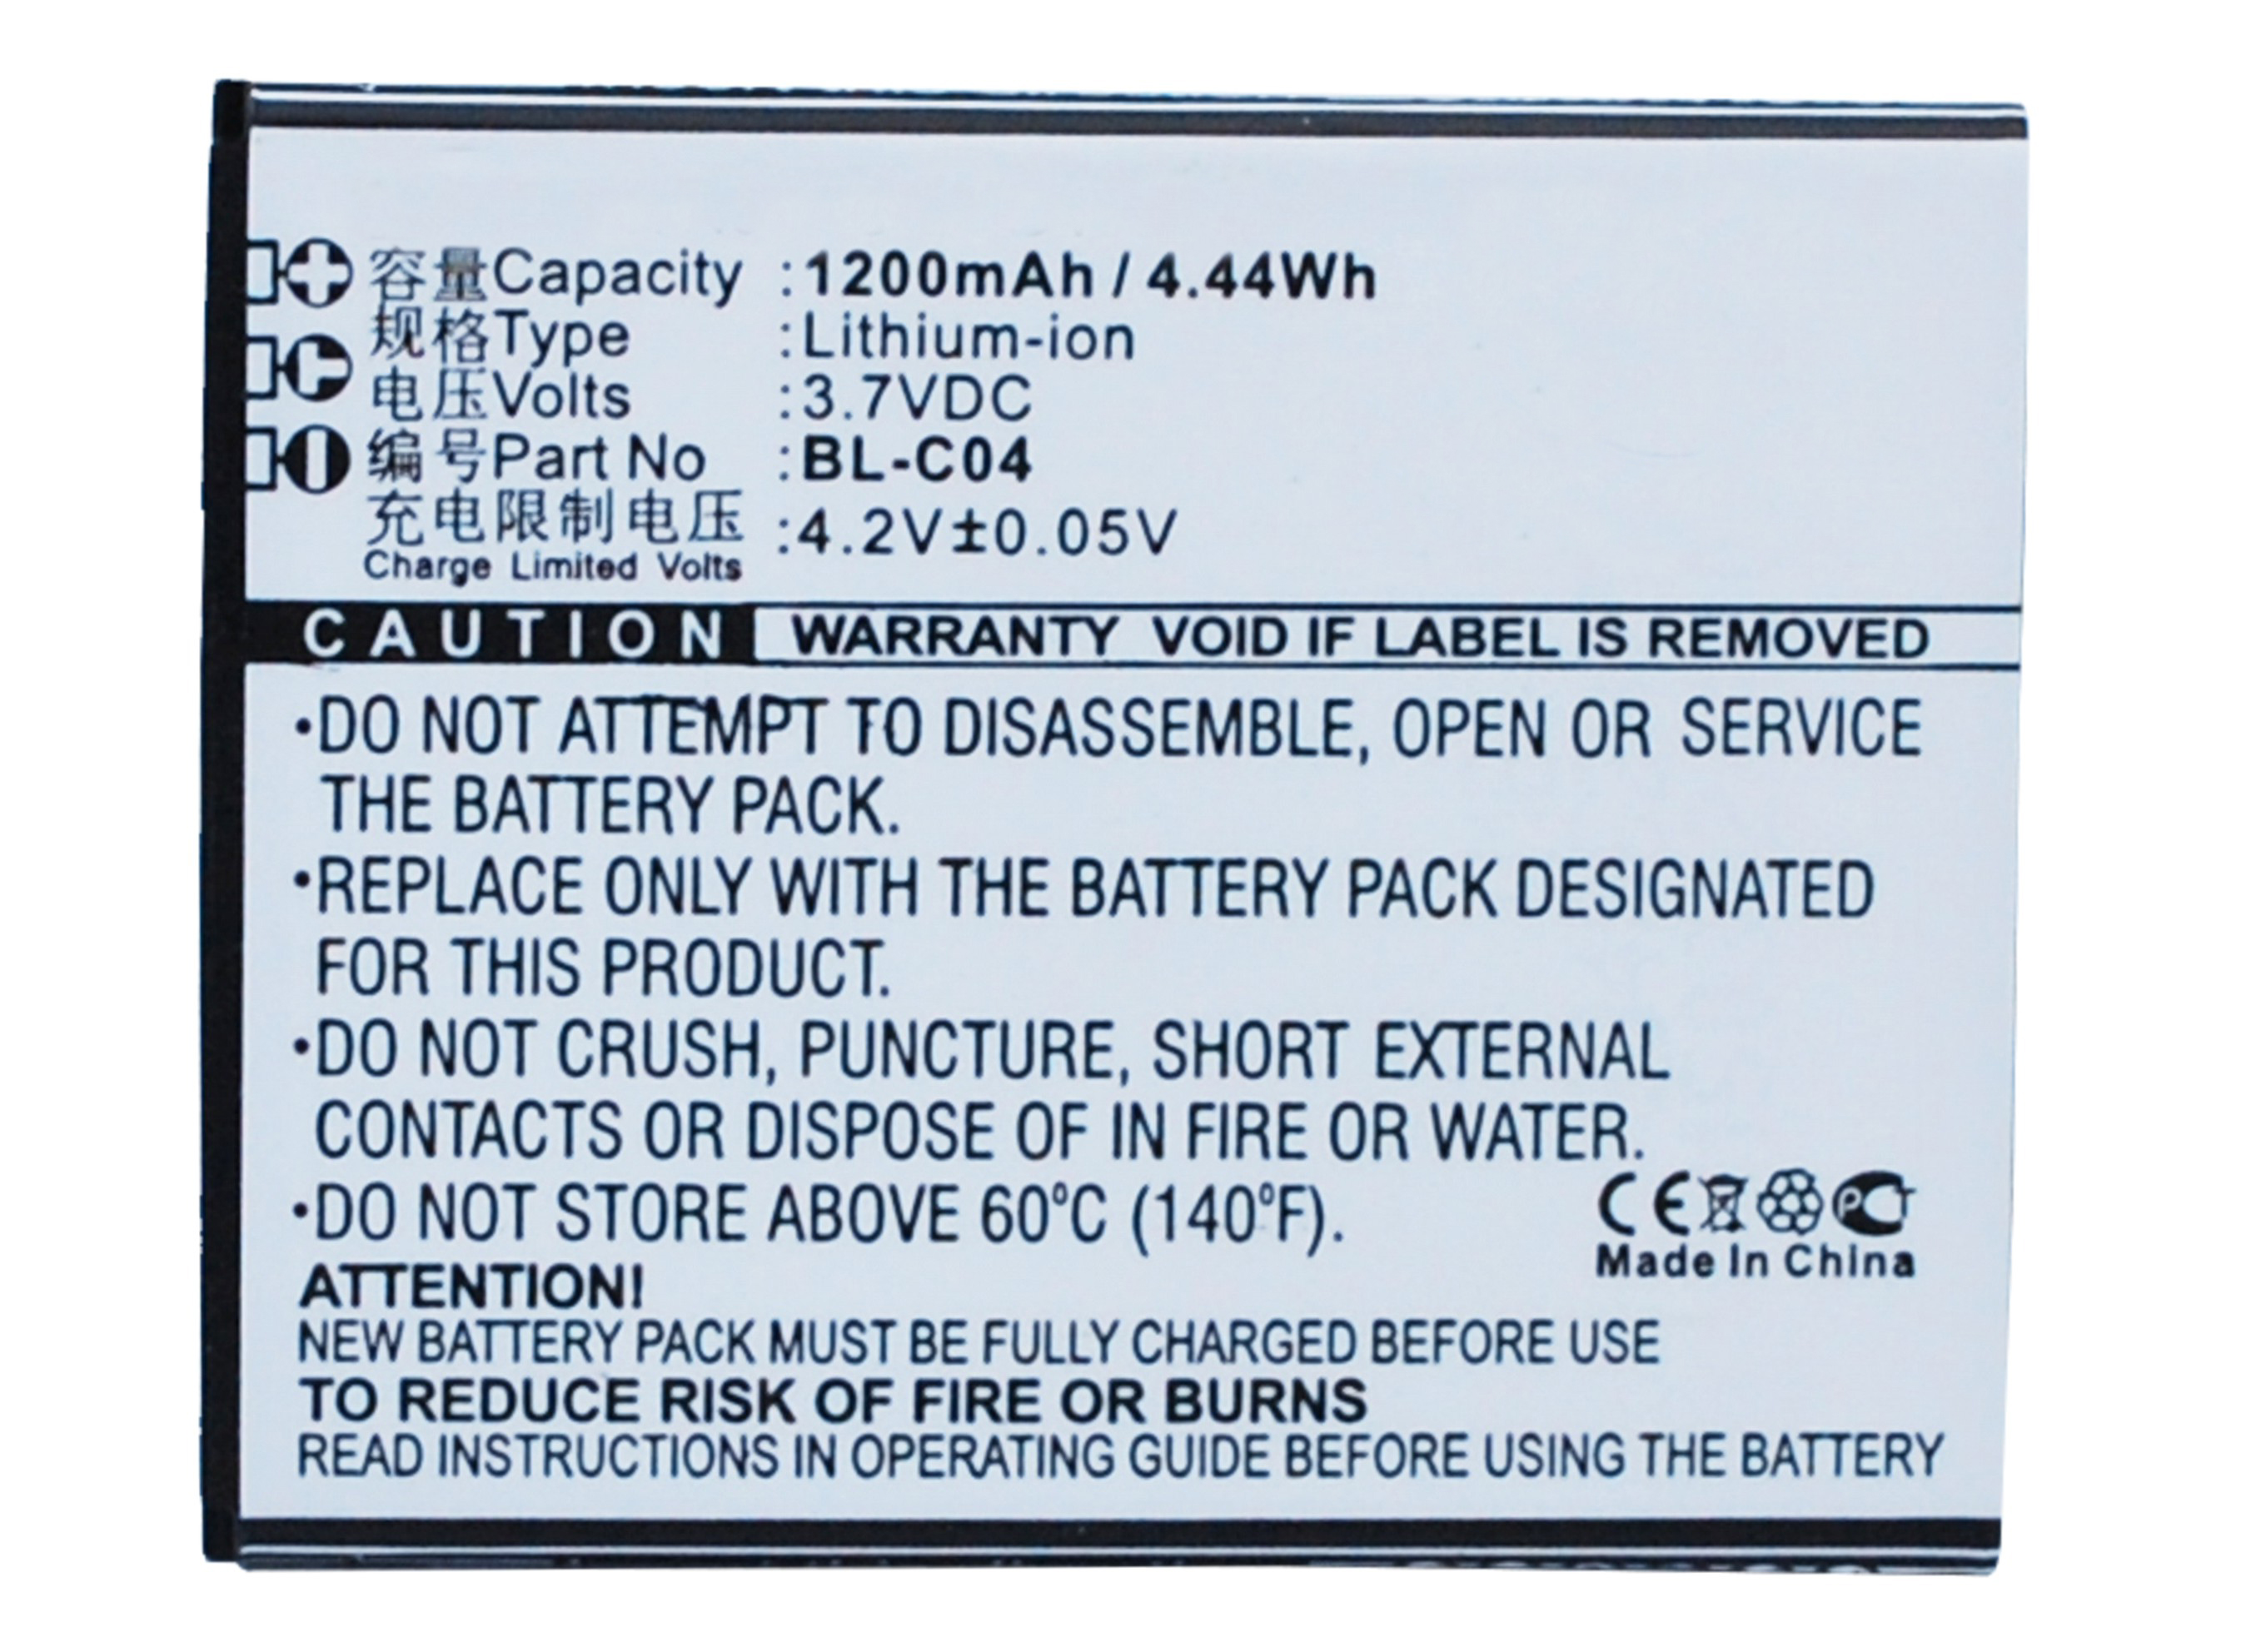 容量Capacity :1200mAh / 4.44Wh
规格Type :Lithium-ion
电压Volts :3.7VDC
编号Part No :BL-C04
充电限制电压 :4.2V±0.05V
Charge Limited Volts
CAUTION WARRANTY VOID IF LABEL IS REMOVED
•DO NOT ATTEMPT TO DISASSEMBLE, OPEN OR SERVICE
THE BATTERY PACK.
•REPLACE ONLY WITH THE BATTERY PACK DESIGNATED
FOR THIS PRODUCT.
•DO NOT CRUSH, PUNCTURE, SHORT EXTERNAL
CONTACTS OR DISPOSE OF IN FIRE OR WATER.
•DO NOT STORE ABOVE 60°C (140°F).
CE PCT
Made In China
ATTENTION!
NEW BATTERY PACK MUST BE FULLY CHARGED BEFORE USE
TO REDUCE RISK OF FIRE OR BURNS
READ INSTRUCTIONS IN OPERATING GUIDE BEFORE USING THE BATTERY